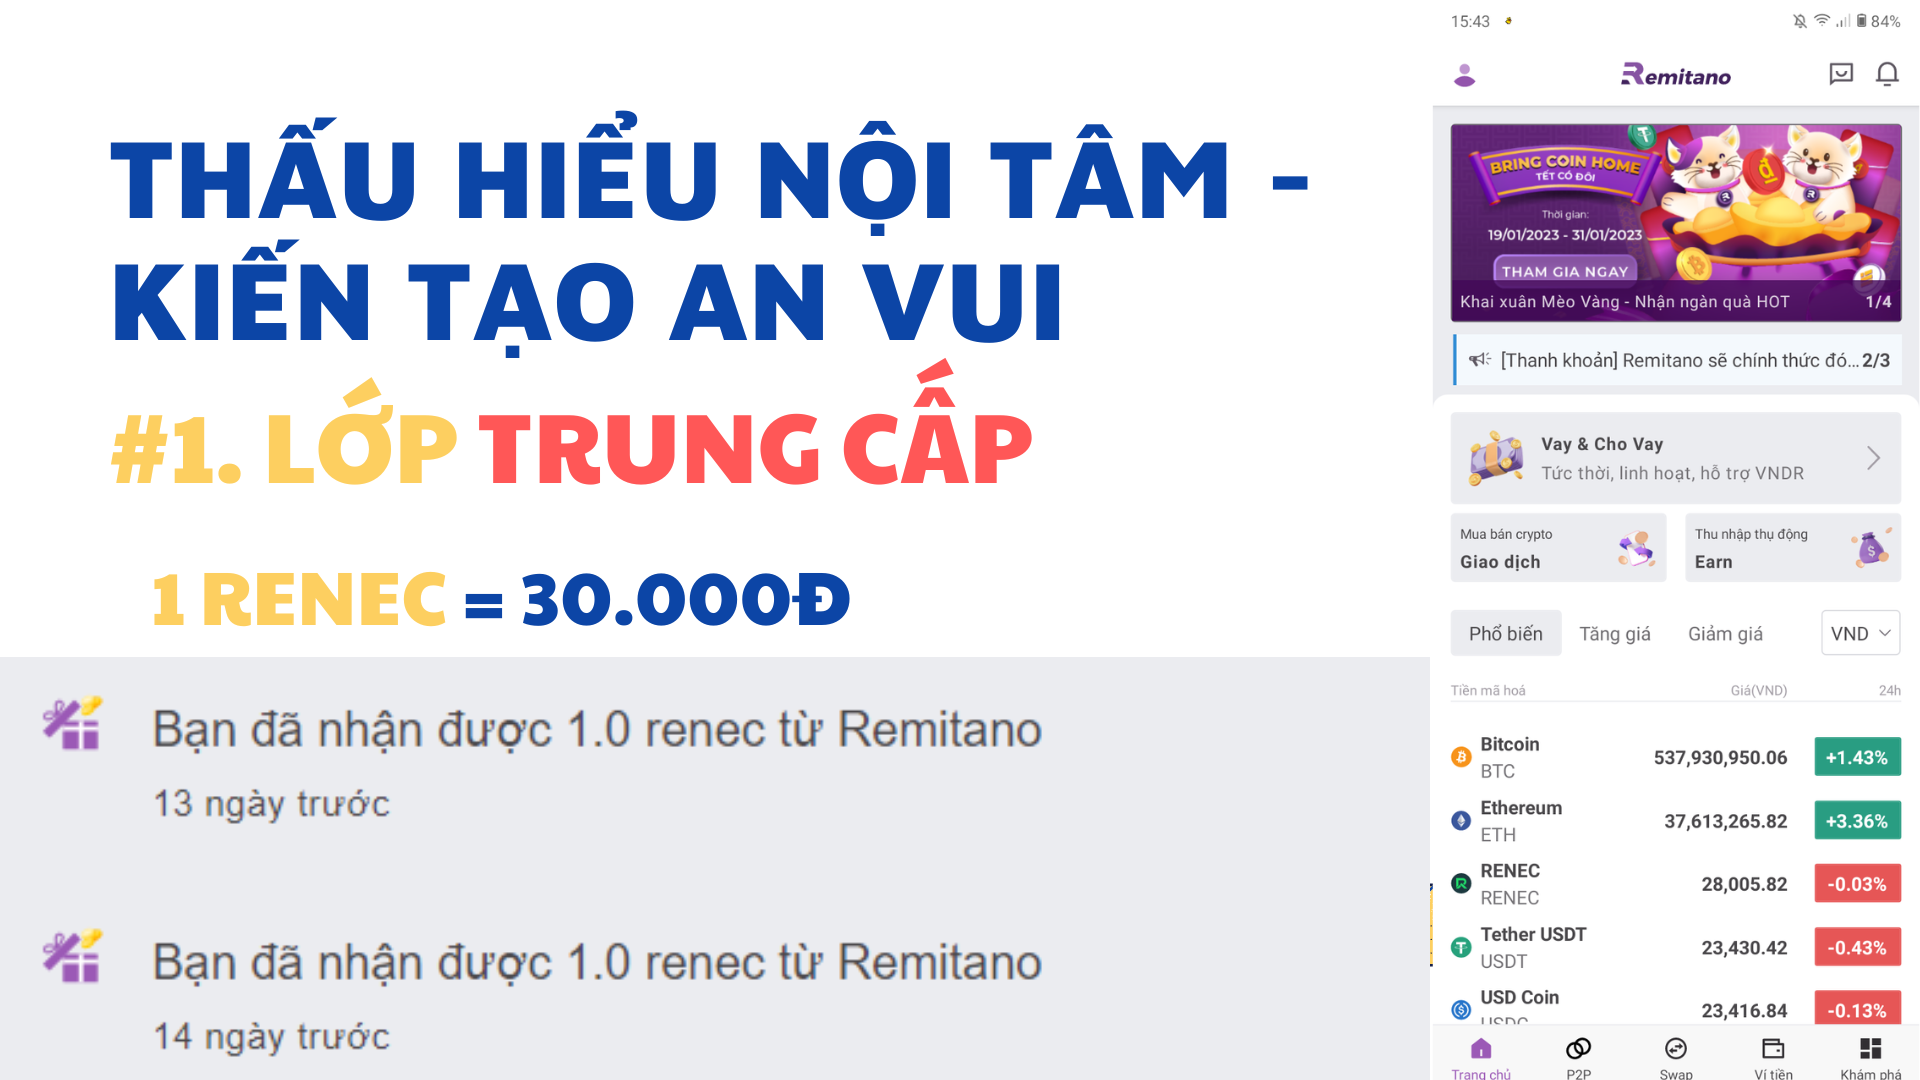 THẤU HIỂU NỘI TÂM -
KIẾN TẠO AN VUI
#1. LỚP TRUNG CẤP
1 RENEC = 30.000Đ
Bạn đã nhận được 1.0 renec từ Remitano
13 ngày trước
Bạn đã nhận được 1.0 renec từ Remitano
14 ngày trước
15:43
84%
Remitano
BRING COIN HOME
TẾT CÓ ĐÔI
Thời gian:
19/01/2023 - 31/01/2023
THAM GIA NGAY
Khai xuân Mèo Vàng - Nhận ngàn quà HOT 1/4
[Thanh khoản] Remitano sẽ chính thức đó... 2/3
Vay & Cho Vay
Tức thời, linh hoạt, hỗ trợ VNDR
Mua bán crypto
Giao dịch
Thu nhập thụ động
Earn
Phổ biến Tăng giá Giảm giá VND
Tiền mã hoá Giá(VND) 24h
Bitcoin
BTC
537,930,950.06 +1.43%
Ethereum
ETH
37,613,265.82 +3.36%
RENEC
RENEC
28,005.82 -0.03%
Tether USDT
USDT
23,430.42 -0.43%
USD Coin
USDC
23,416.84 -0.13%
Trang chủ P2P Swap Ví tiền Khám phá